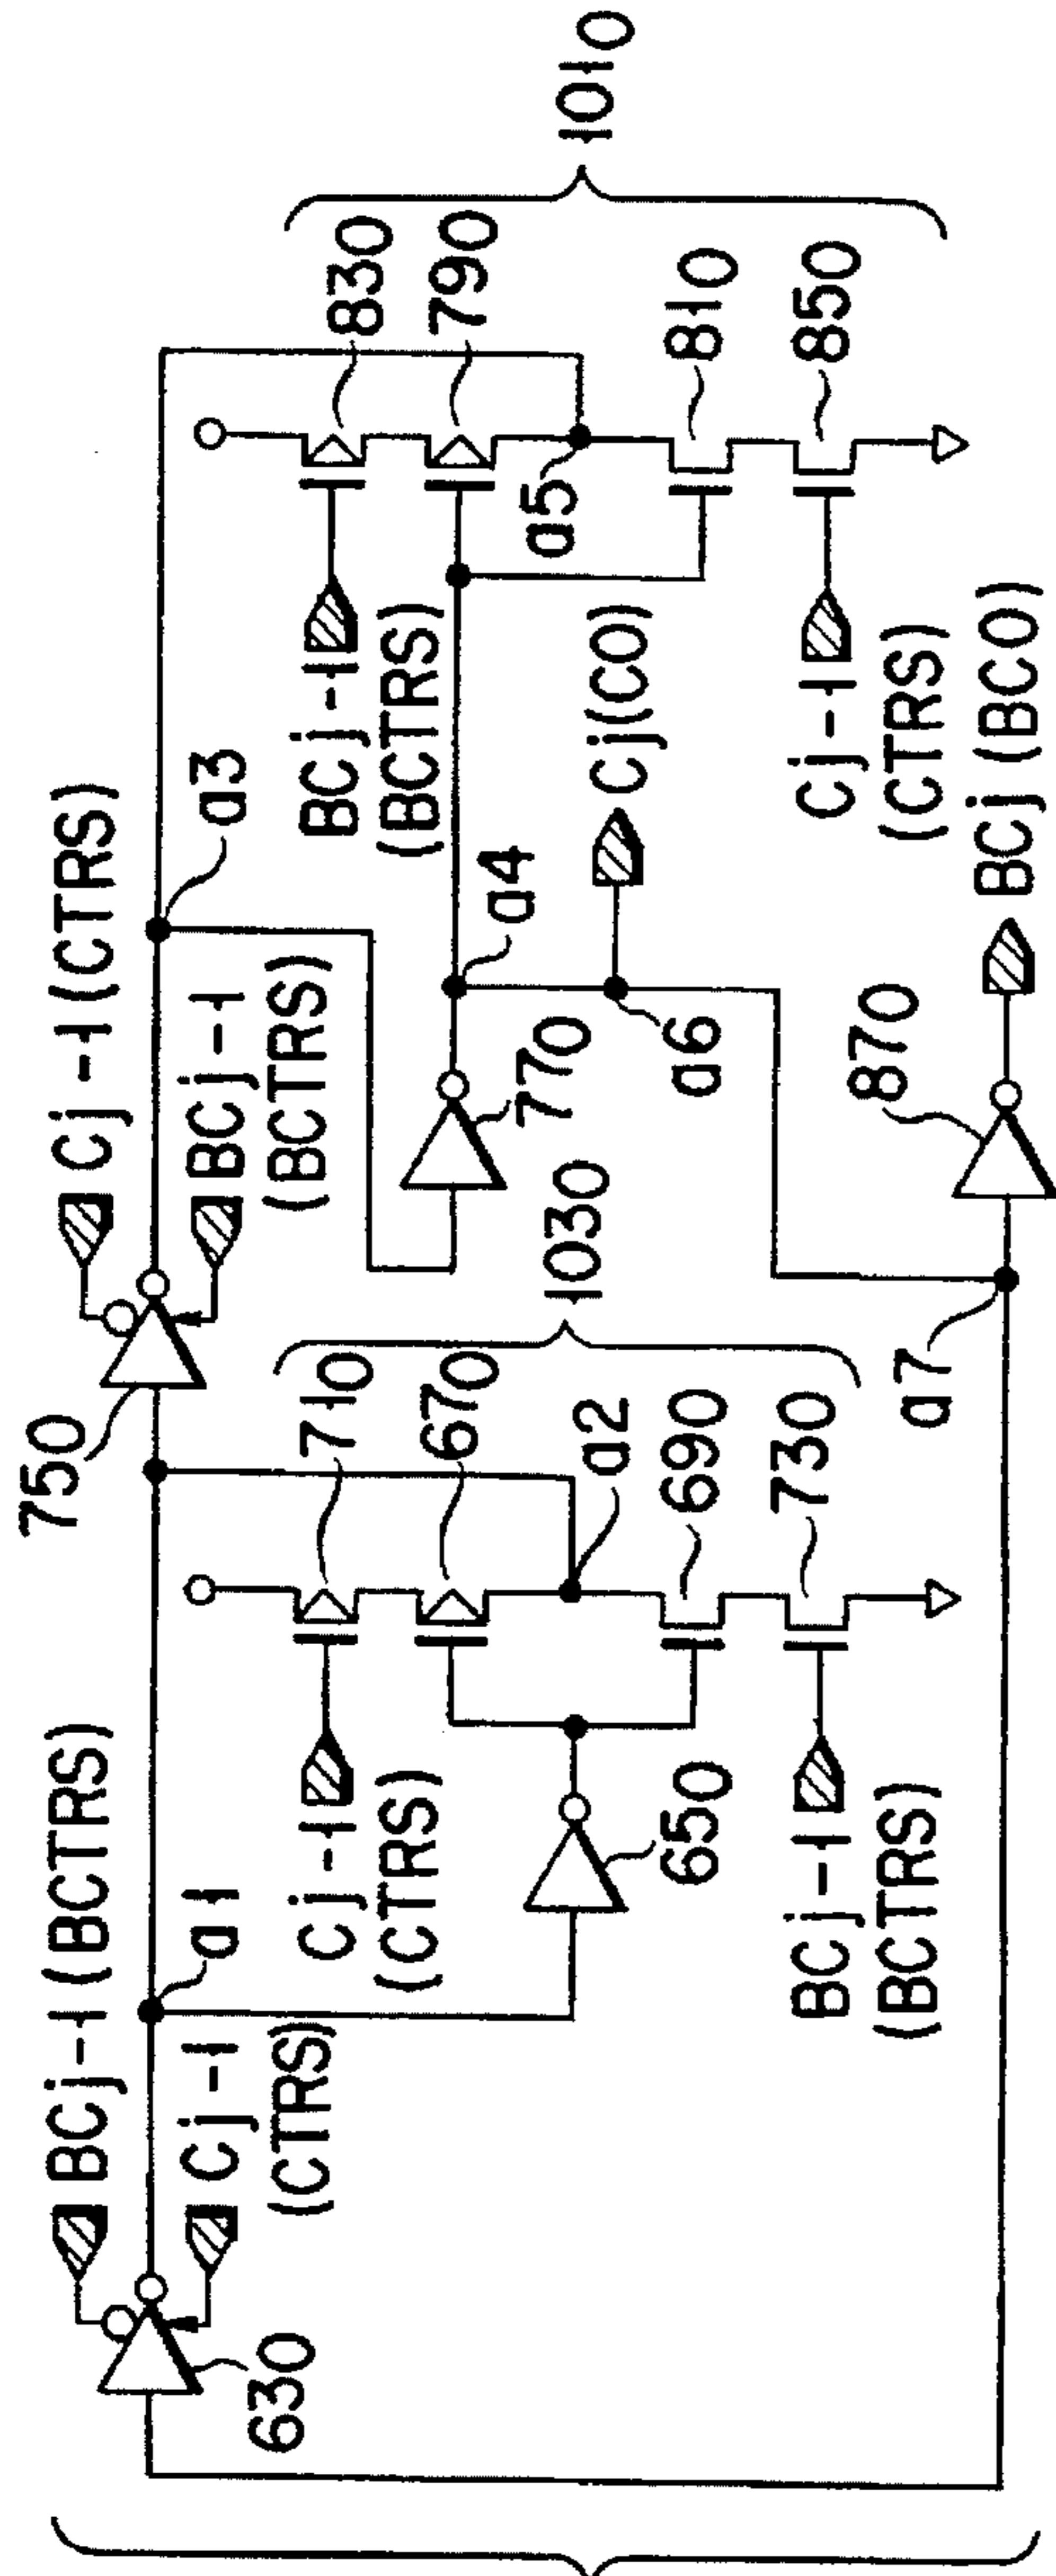 BCj-1 (BCTRS)
Cj-1
(CTRS)
630
a1
Cj-1
(CTRS)
BCj-1
(BCTRS)
650
710
670
a2
690
730
1030
750
Cj-1 (CTRS)
BCj-1
(BCTRS)
a3
770
a4
a6
Cj(CO)
a7
870
BCj (BCO)
BCj-1
(BCTRS)
Cj-1
(CTRS)
830
790
a5
810
850
1010